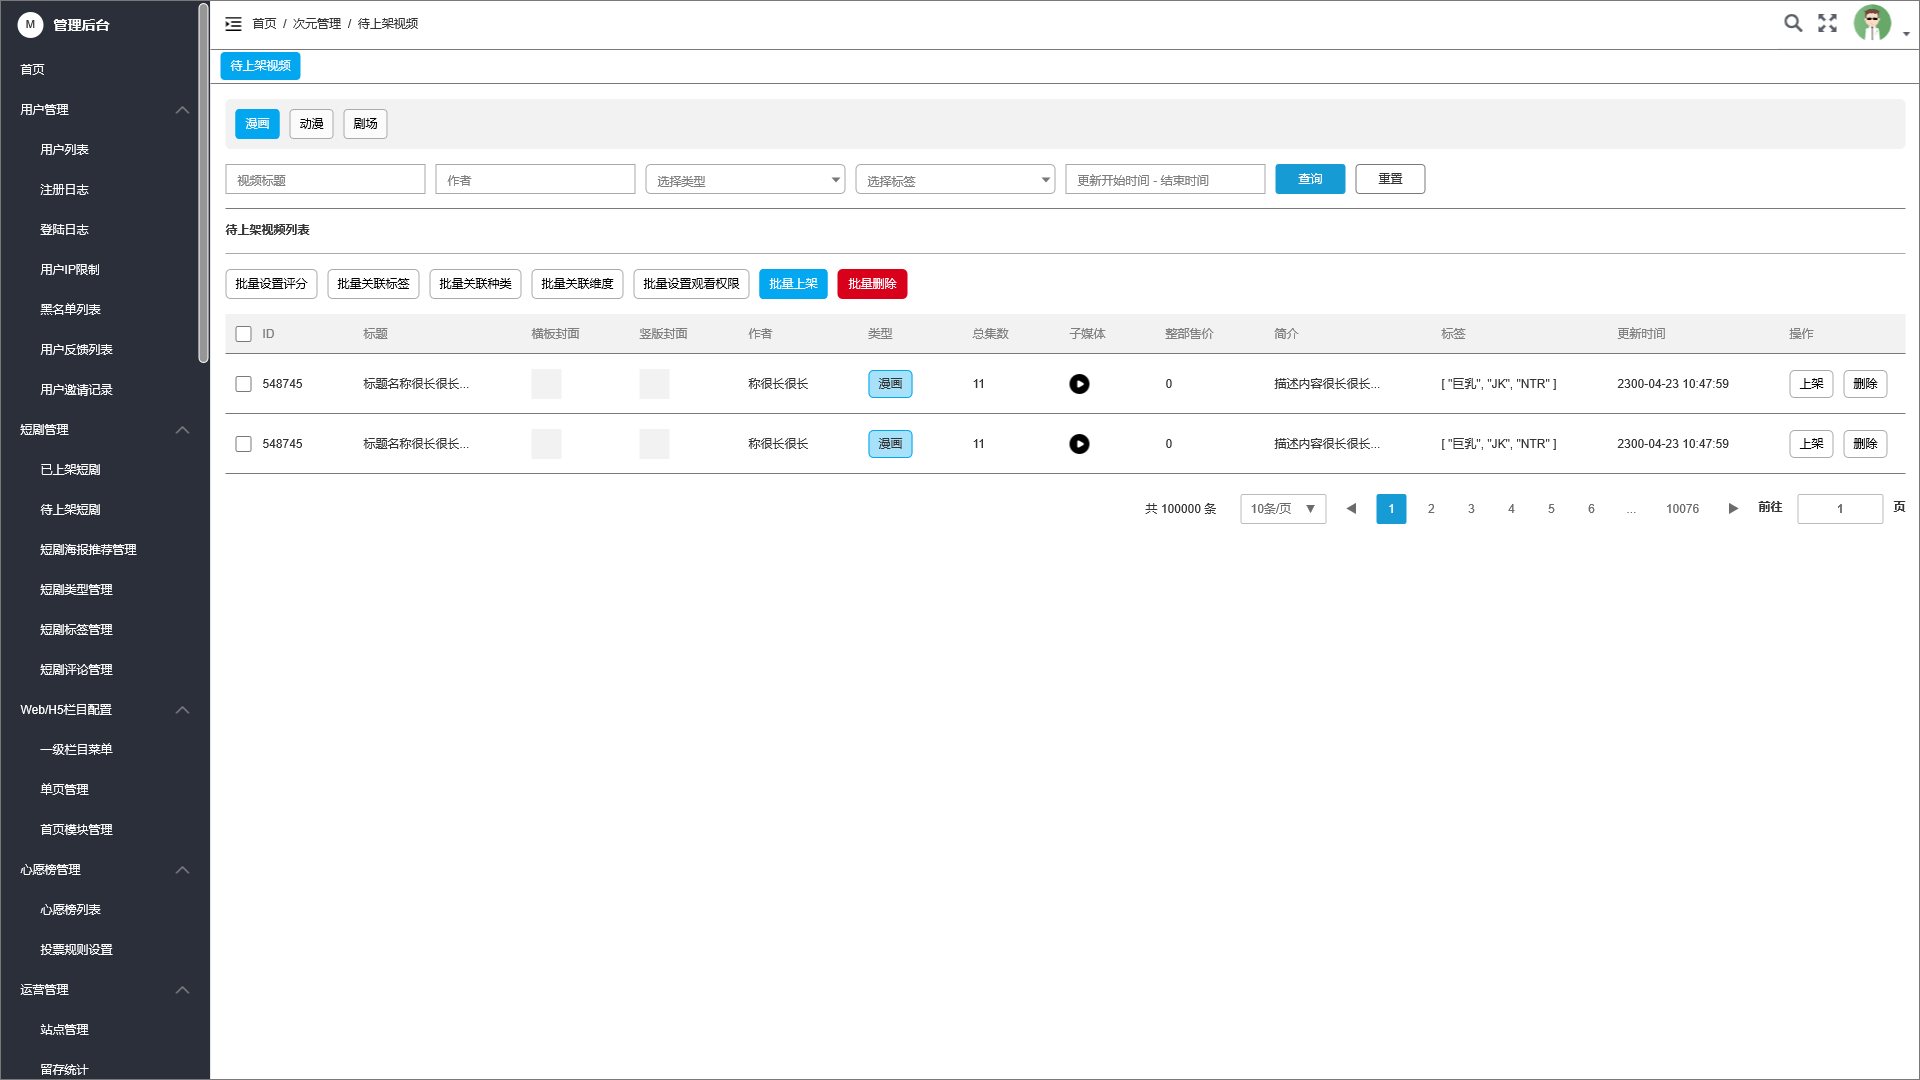 M 管理后台
首页
用户管理
用户列表
注册日志
登陆日志
用户IP限制
黑名单列表
用户反馈列表
用户邀请记录
短剧管理
已上架短剧
待上架短剧
短剧海报推荐管理
短剧类型管理
短剧标签管理
短剧评论管理
Web/H5栏目配置
一级栏目菜单
单页管理
首页模块管理
心愿榜管理
心愿榜列表
投票规则设置
运营管理
站点管理
留存统计
首页 / 次元管理 / 待上架视频
待上架视频
漫画 动漫 剧场
视频标题 作者 选择类型 选择标签 更新开始时间 - 结束时间 查询 重置
待上架视频列表
批量设置评分 批量关联标签 批量关联种类 批量关联维度 批量设置观看权限 批量上架 批量删除
ID 标题 横板封面 竖版封面 作者 类型 总集数 子媒体 整部售价 简介 标签 更新时间 操作
548745 标题名称很长很长... 称很长很长 漫画 11 0 描述内容很长很长... [ "巨乳", "JK", "NTR" ] 2300-04-23 10:47:59 上架 删除
548745 标题名称很长很长... 称很长很长 漫画 11 0 描述内容很长很长... [ "巨乳", "JK", "NTR" ] 2300-04-23 10:47:59 上架 删除
共 100000 条 10条/页 1 2 3 4 5 6 ... 10076 前往 1 页